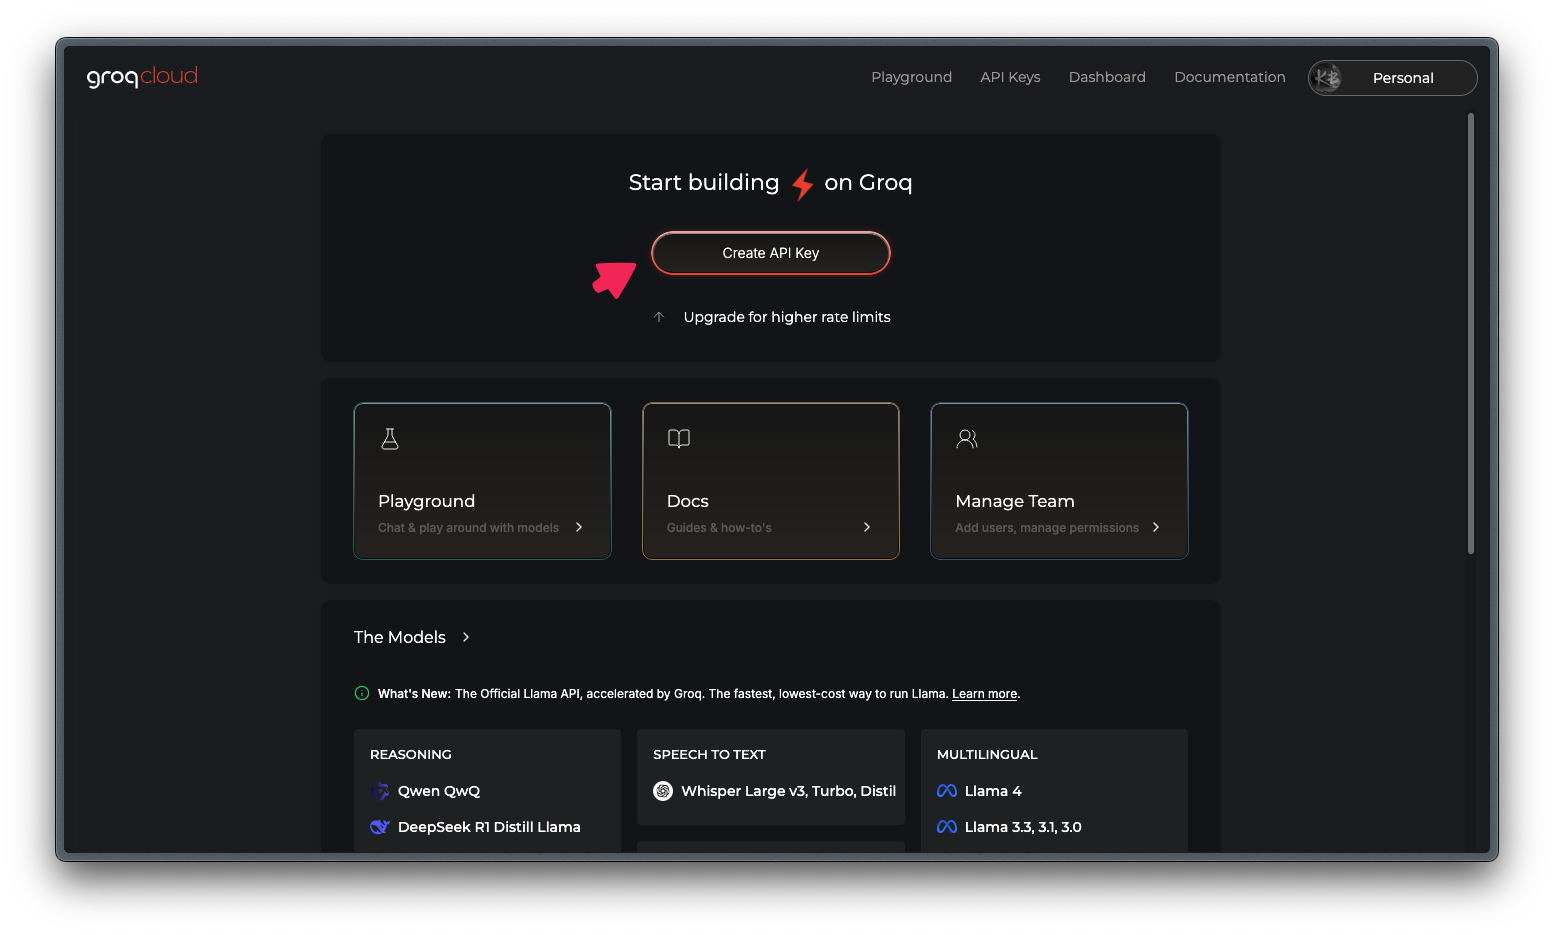 groqcloud
Playground API Keys Dashboard Documentation KB Personal
Start building on Groq
Create API Key
Upgrade for higher rate limits
Playground
Chat & play around with models
Docs
Guides & how-to's
Manage Team
Add users, manage permissions
The Models
What's New: The Official Llama API, accelerated by Groq. The fastest, lowest-cost way to run Llama. Learn more.
REASONING
Qwen QwQ
DeepSeek R1 Distill Llama
SPEECH TO TEXT
Whisper Large v3, Turbo, Distil
MULTILINGUAL
Llama 4
Llama 3.3, 3.1, 3.0